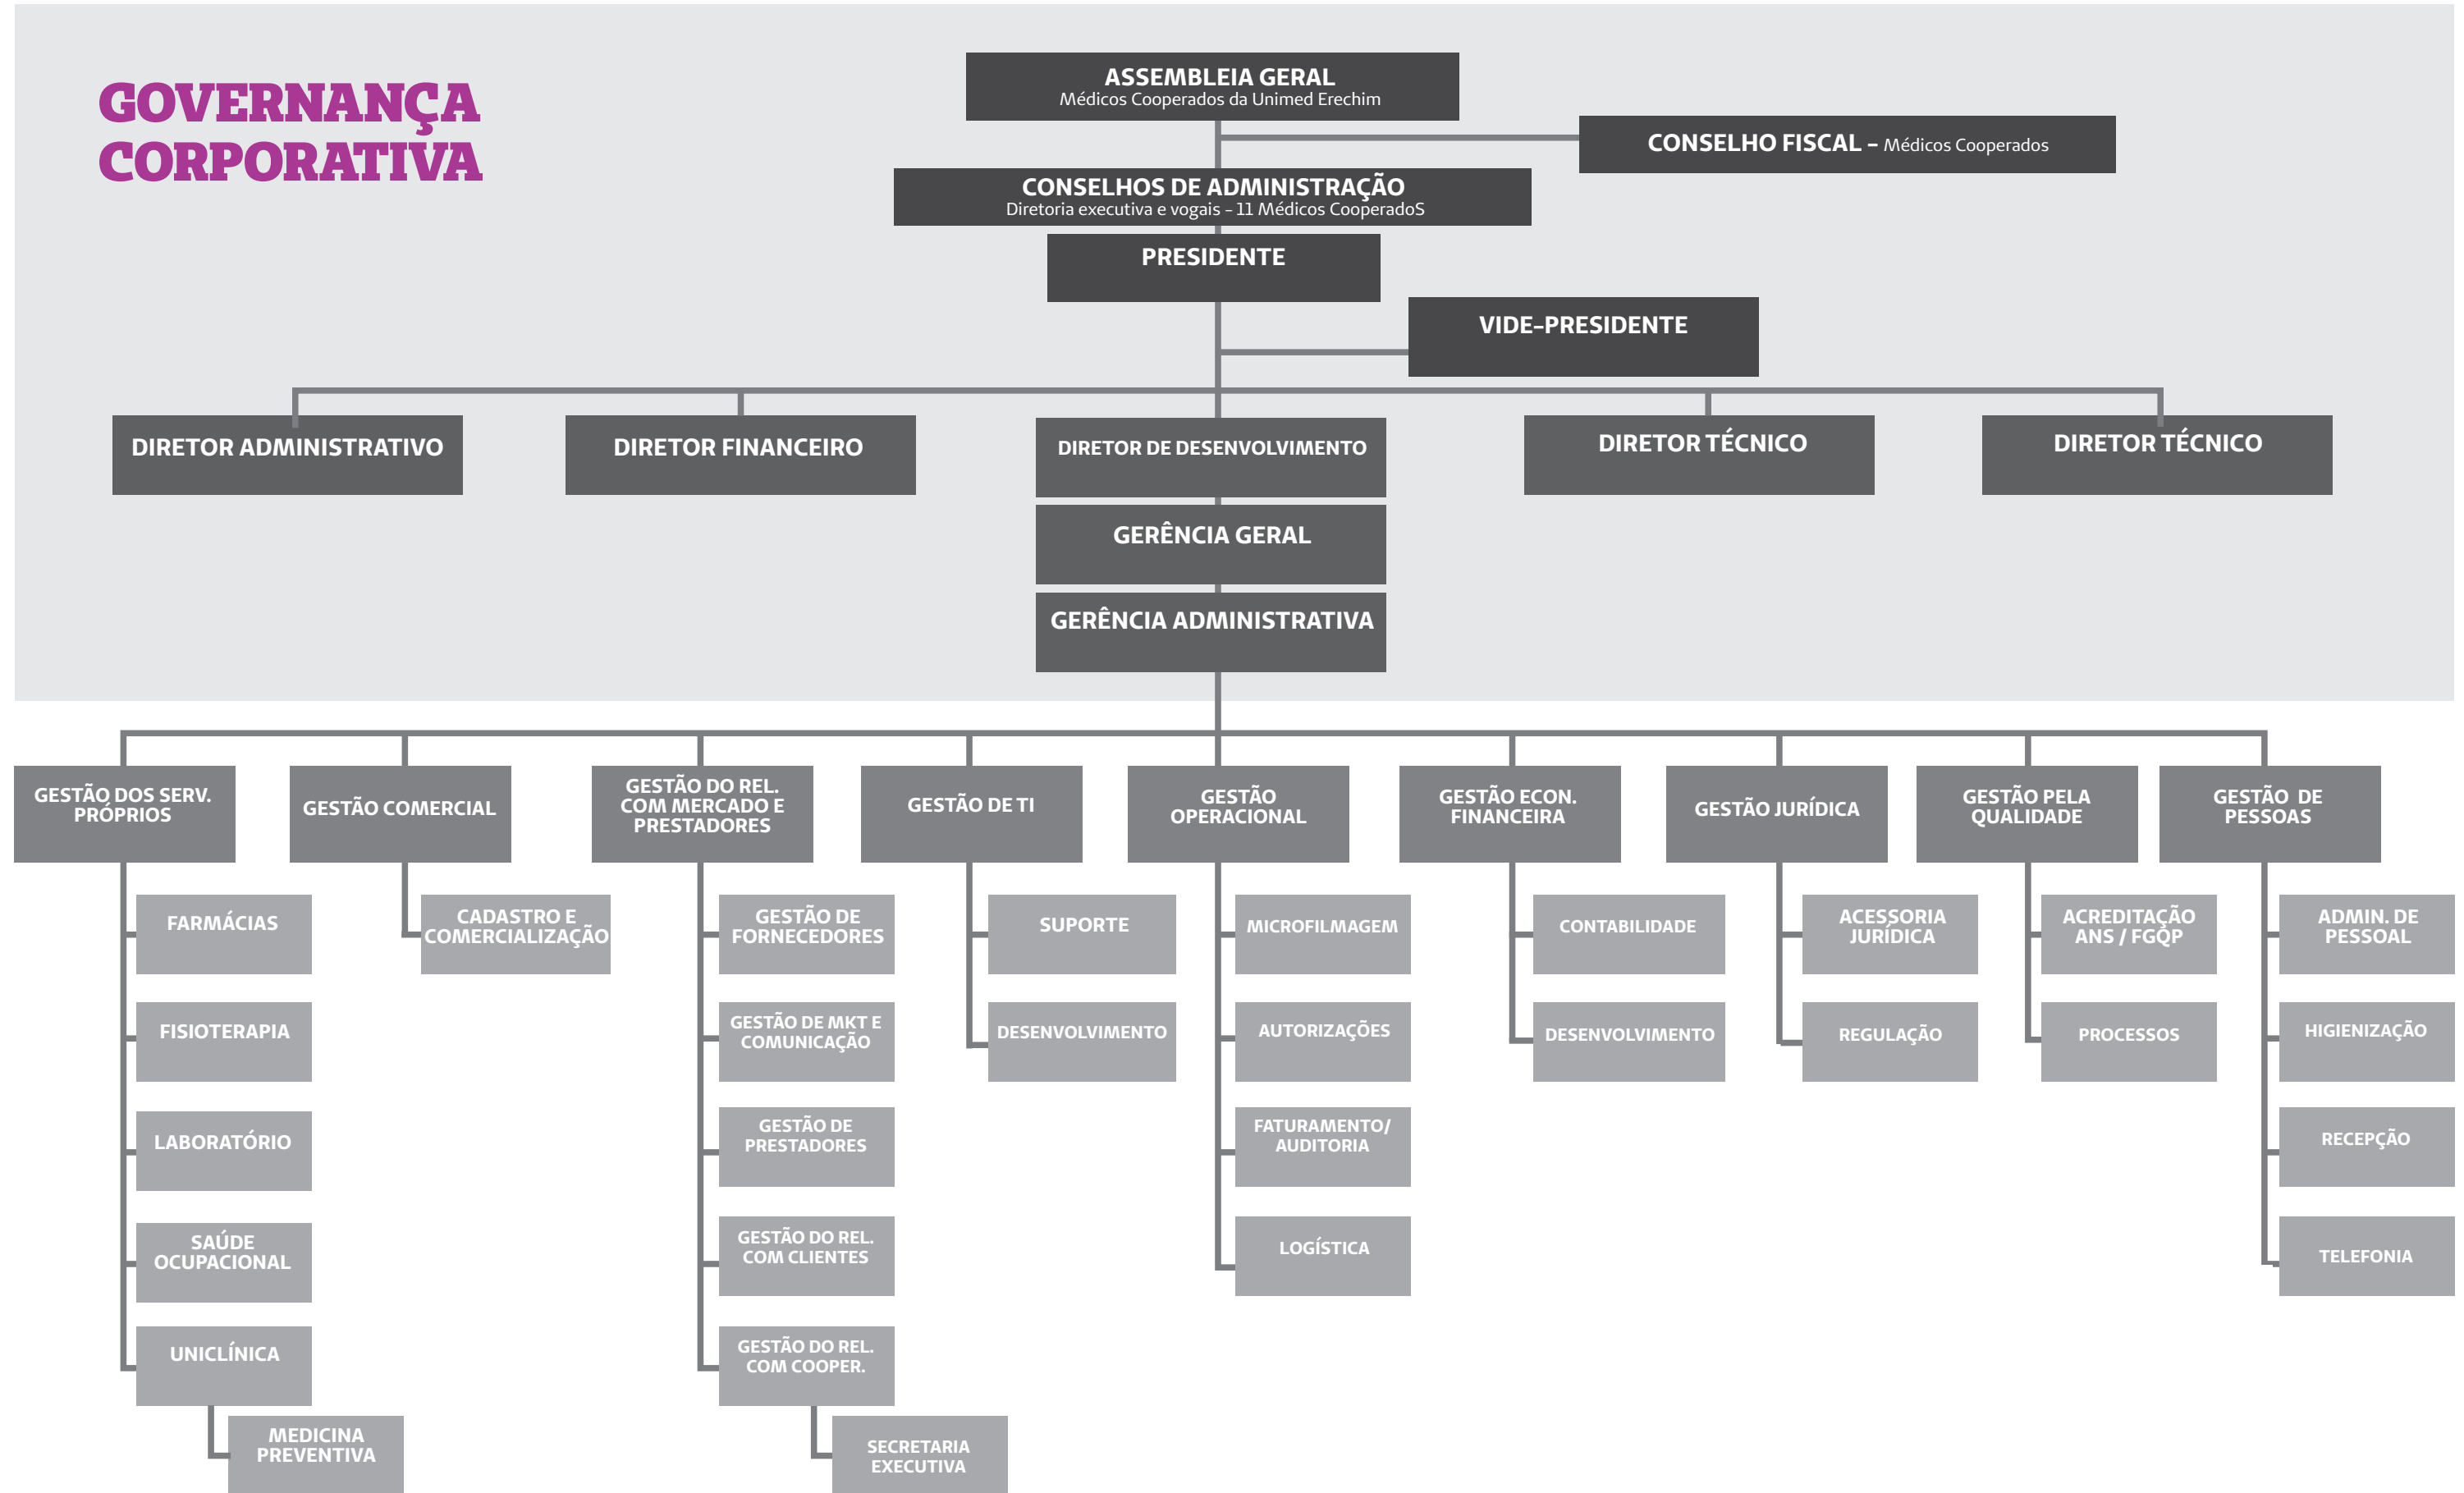 GOVERNANÇA
CORPORATIVA
ASSEMBLEIA GERAL
Médicos Cooperados da Unimed Erechim
CONSELHO FISCAL – Médicos Cooperados
CONSELHOS DE ADMINISTRAÇÃO
Diretoria executiva e vogais - 11 Médicos CooperadoS
PRESIDENTE
VIDE-PRESIDENTE
DIRETOR ADMINISTRATIVO
DIRETOR FINANCEIRO
DIRETOR DE DESENVOLVIMENTO
DIRETOR TÉCNICO
DIRETOR TÉCNICO
GERÊNCIA GERAL
GERÊNCIA ADMINISTRATIVA
GESTÃO DOS SERV.
PRÓPRIOS
GESTÃO COMERCIAL
GESTÃO DO REL.
COM MERCADO E
PRESTADORES
GESTÃO DE TI
GESTÃO
OPERACIONAL
GESTÃO ECON.
FINANCEIRA
GESTÃO JURÍDICA
GESTÃO PELA
QUALIDADE
GESTÃO DE
PESSOAS
FARMÁCIAS
FISIOTERAPIA
LABORATÓRIO
SAÚDE
OCUPACIONAL
UNICLÍNICA
MEDICINA
PREVENTIVA
CADASTRO E
COMERCIALIZAÇÃO
GESTÃO DE
FORNECEDORES
GESTÃO DE MKT E
COMUNICAÇÃO
GESTÃO DE
PRESTADORES
GESTÃO DO REL.
COM CLIENTES
GESTÃO DO REL.
COM COOPER.
SECRETARIA
EXECUTIVA
SUPORTE
DESENVOLVIMENTO
MICROFILMAGEM
AUTORIZAÇÕES
FATURAMENTO/
AUDITORIA
LOGÍSTICA
CONTABILIDADE
DESENVOLVIMENTO
ACESSORIA
JURÍDICA
REGULAÇÃO
ACREDITAÇÃO
ANS / FGQP
PROCESSOS
ADMIN. DE
PESSOAL
HIGIENIZAÇÃO
RECEPÇÃO
TELEFONIA